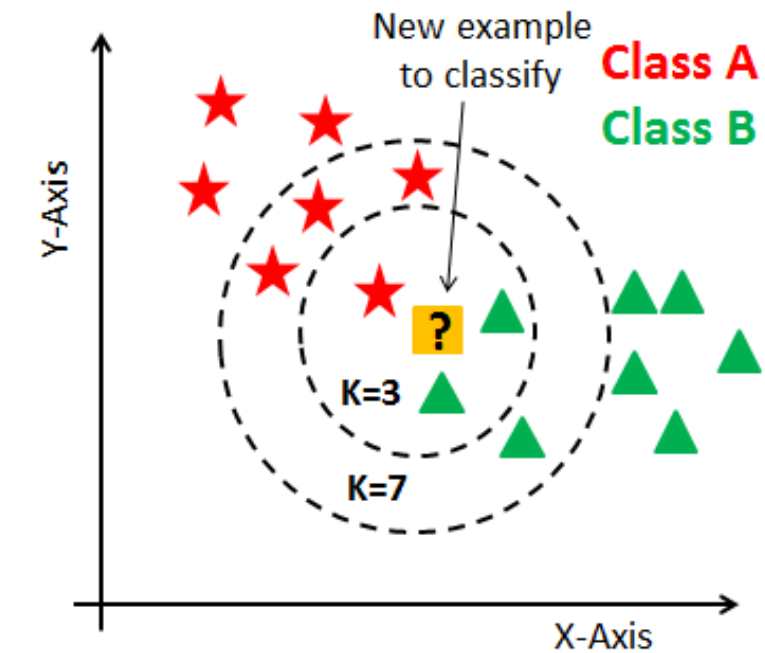 New example
to classify
Class A
Class B
Y-Axis
?
K=3
K=7
X-Axis